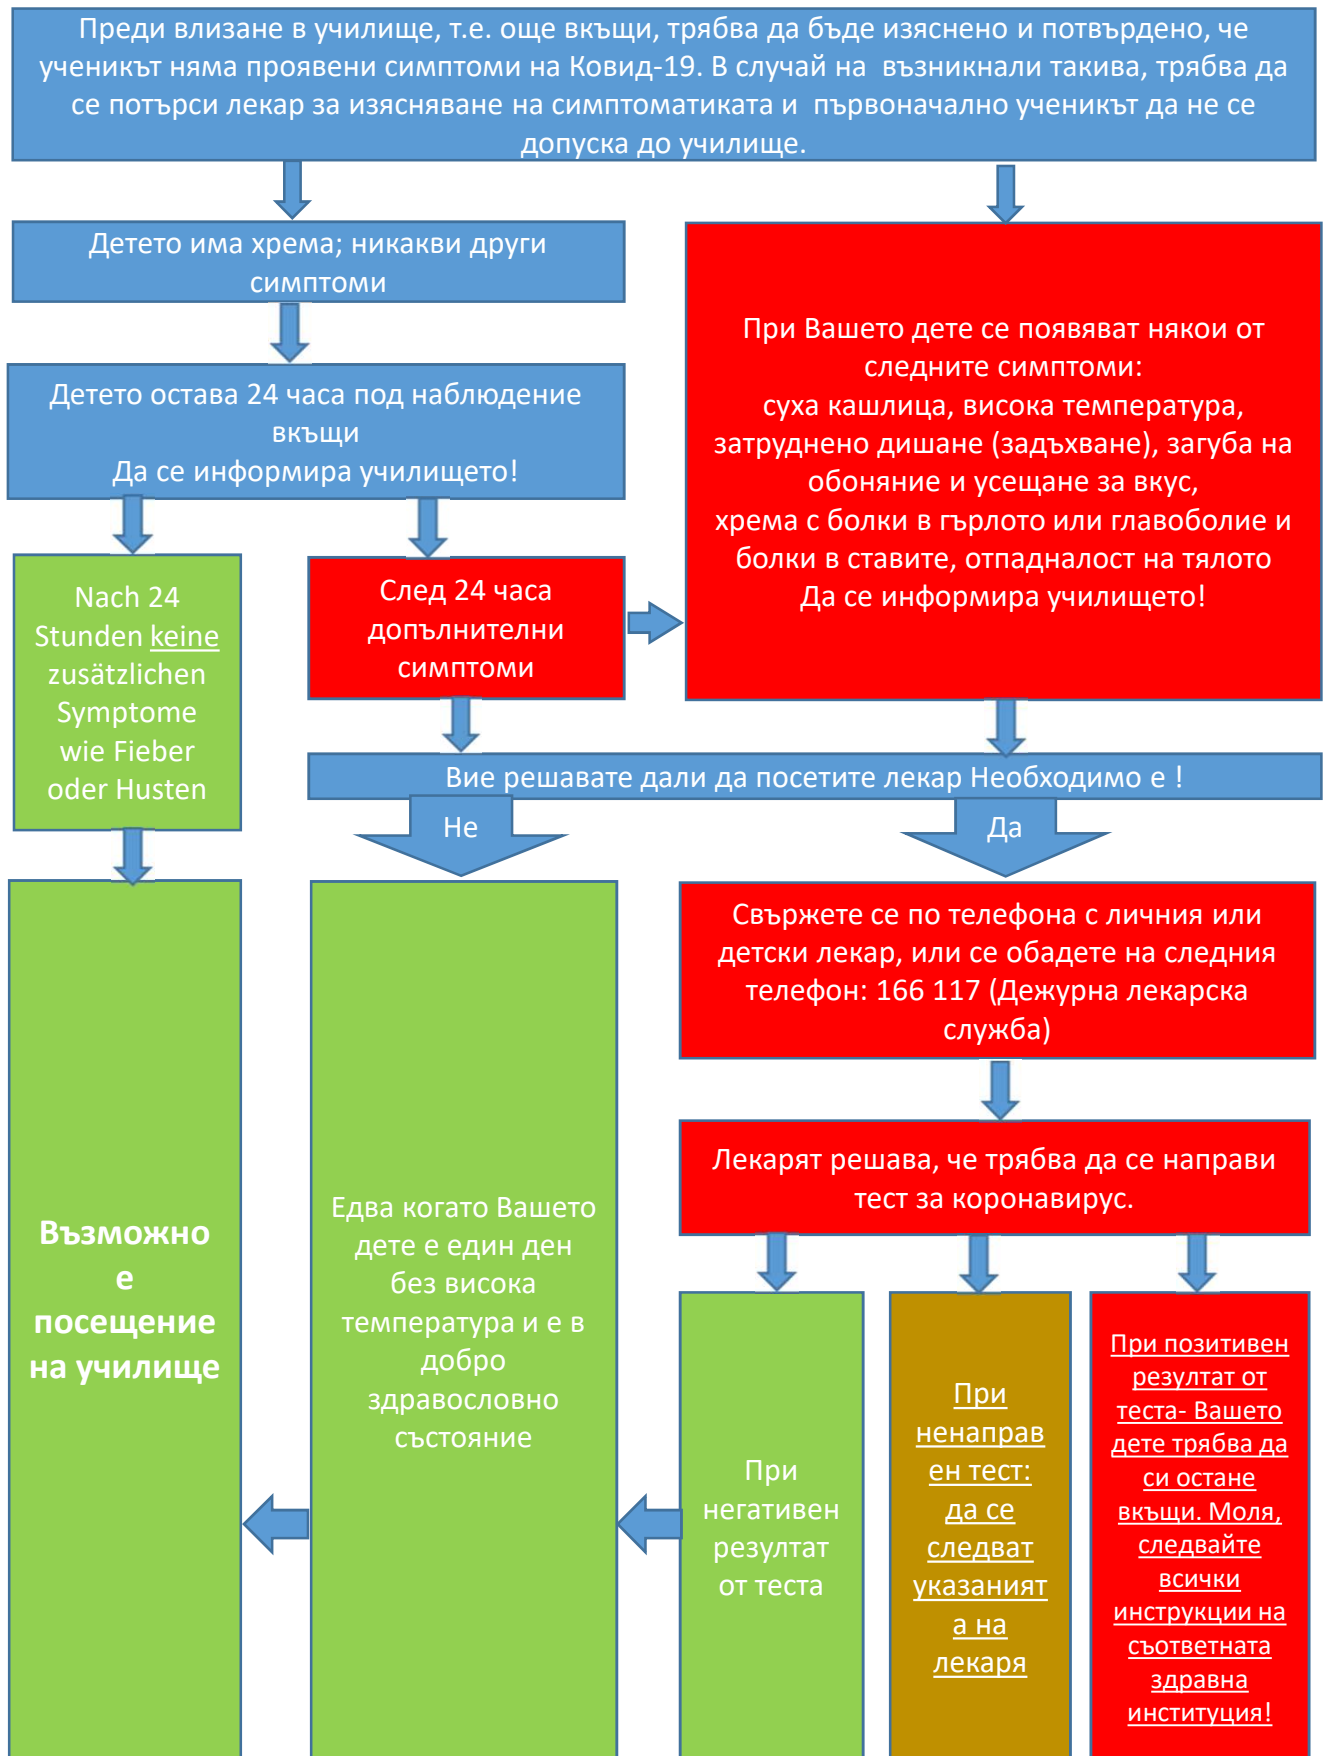 Преди влизане в училище, т.е. още вкъщи, трябва да бъде изяснено и потвърдено, че
ученикът няма проявени симптоми на Ковид-19. В случай на  възникнали такива, трябва да
се потърси лекар за изясняване на симптоматиката и  първоначално ученикът да не се
допуска до училище.
Детето има хрема; никакви други
симптоми
Детето остава 24 часа под наблюдение
вкъщи
Да се информира училището!
При Вашето дете се появяват някои от
следните симптоми:
суха кашлица, висока температура,
затруднено дишане (задъхване), загуба на
обоняние и усещане за вкус,
хрема с болки в гърлото или главоболие и
болки в ставите, отпадналост на тялото
Да се информира училището!
Nach 24
Stunden keine
zusätzlichen
Symptome
wie Fieber
oder Husten
След 24 часа
допълнителни
симптоми
Вие решавате дали да посетите лекар Необходимо е !
Не
Да
Възможно
е
посещение
на училище
Едва когато Вашето
дете е един ден
без висока
температура и е в
добро
здравословно
състояние
Свържете се по телефона с личния или
детски лекар, или се обадете на следния
телефон: 166 117 (Дежурна лекарска
служба)
Лекарят решава, че трябва да се направи
тест за коронавирус.
При
негативен
резултат
от теста
При
ненаправ
ен тест:
да се
следват
указаният
а на
лекаря
При позитивен
резултат от
теста- Вашето
дете трябва да
си остане
вкъщи. Моля,
следвайте
всички
инструкции на
съответната
здравна
институция!